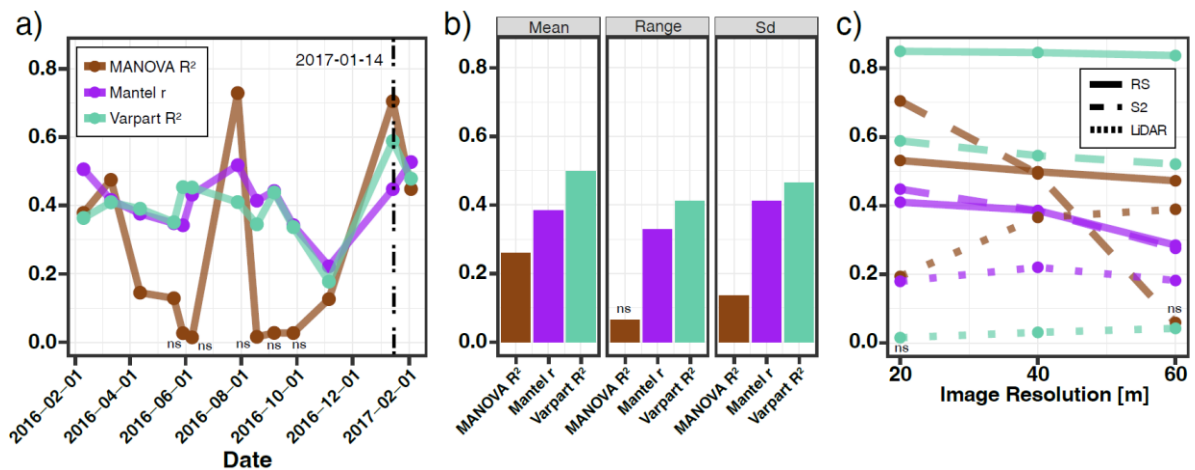 a)
0.8
0.6
0.4
0.2
0.0
MANOVA R²
Mantel r
Varpart R²
2017-01-14
ns
ns
ns
ns
ns
2016–02–01
2016–04–01
2016–06–01
2016–08–01
2016–10–01
2016–12–01
2017–02–01
Date
b)
Mean
Range
Sd
0.8
0.6
0.4
0.2
0.0
ns
MANOVA R²
Mantel r
Varpart R²
MANOVA R²
Mantel r
Varpart R²
MANOVA R²
Mantel r
Varpart R²
c)
0.8
0.6
0.4
0.2
0.0
RS
S2
LiDAR
ns
ns
20
40
60
Image Resolution [m]